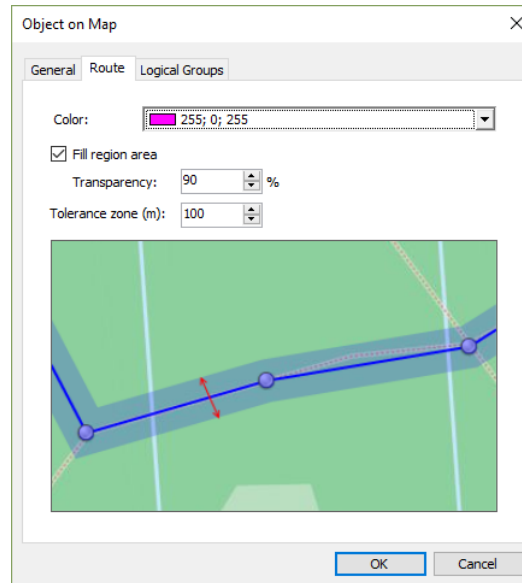 Object on Map
General Route Logical Groups
Color: 255; 0; 255
Fill region area
Transparency: 90 %
Tolerance zone (m): 100
OK Cancel